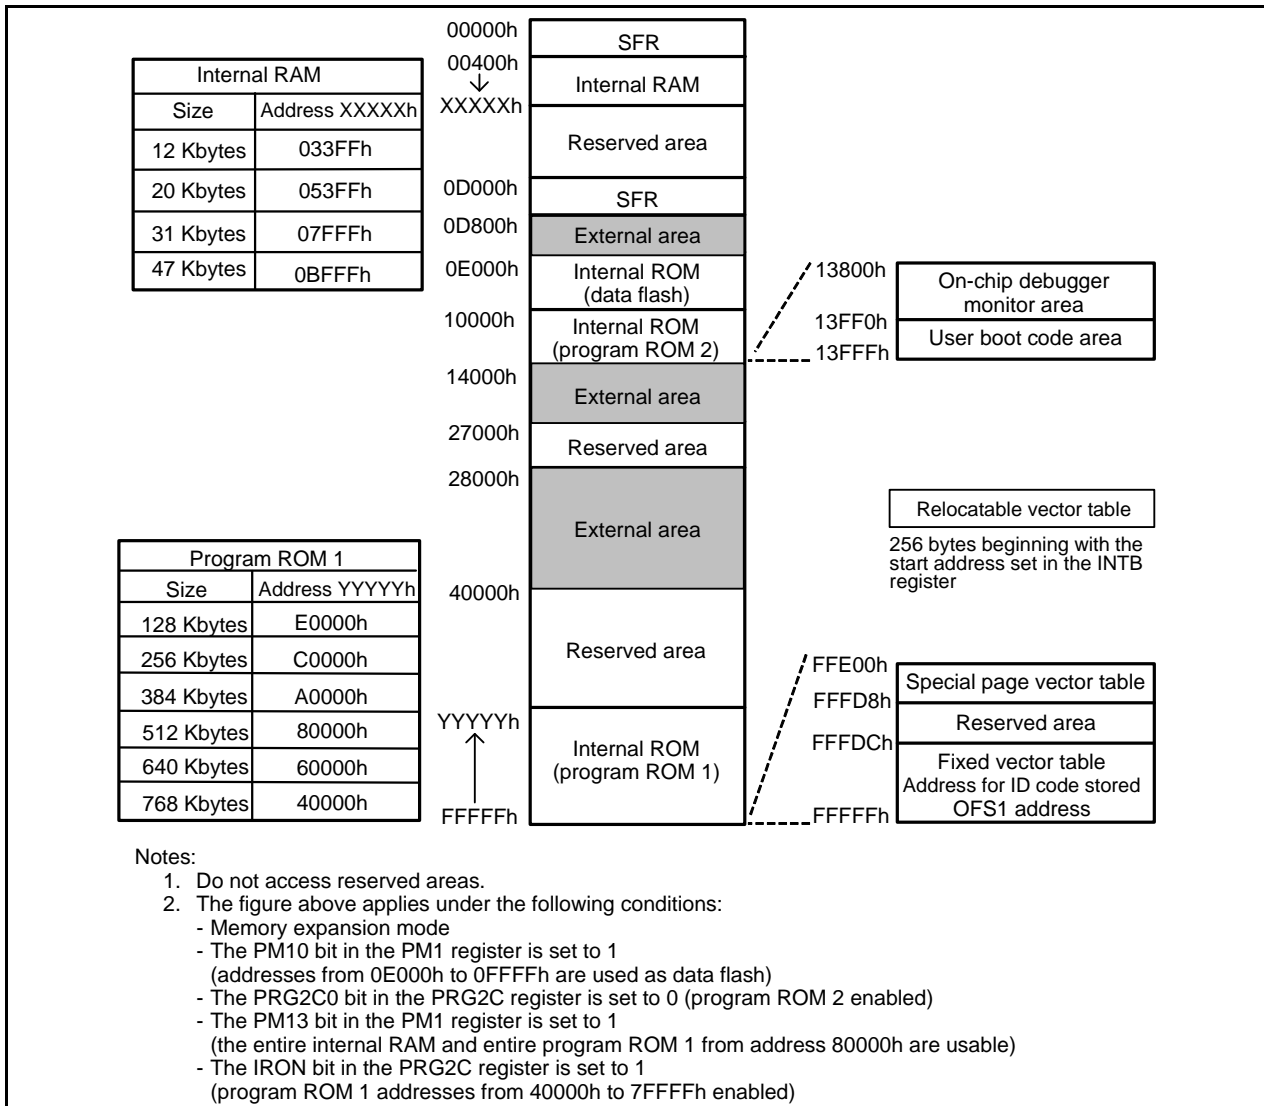 Internal RAM
Size Address XXXXXh
12 Kbytes 033FFh
20 Kbytes 053FFh
31 Kbytes 07FFFh
47 Kbytes 0BFFFh
Program ROM 1
Size Address YYYYYh
128 Kbytes E0000h
256 Kbytes C0000h
384 Kbytes A0000h
512 Kbytes 80000h
640 Kbytes 60000h
768 Kbytes 40000h
00000h
SFR
00400h
Internal RAM
XXXXXh
Reserved area
0D000h
SFR
0D800h
External area
0E000h
Internal ROM
(data flash)
10000h
Internal ROM
(program ROM 2)
14000h
External area
27000h
Reserved area
28000h
External area
40000h
Reserved area
YYYYYh
Internal ROM
(program ROM 1)
FFFFFh
13800h
On-chip debugger
monitor area
13FF0h
User boot code area
13FFFh
Relocatable vector table
256 bytes beginning with the
start address set in the INTB
register
FFE00h
Special page vector table
FFFD8h
Reserved area
FFFDCh
Fixed vector table
Address for ID code stored
OFS1 address
FFFFFh
Notes:
1. Do not access reserved areas.
2. The figure above applies under the following conditions:
- Memory expansion mode
- The PM10 bit in the PM1 register is set to 1
(addresses from 0E000h to 0FFFFh are used as data flash)
- The PRG2C0 bit in the PRG2C register is set to 0 (program ROM 2 enabled)
- The PM13 bit in the PM1 register is set to 1
(the entire internal RAM and entire program ROM 1 from address 80000h are usable)
- The IRON bit in the PRG2C register is set to 1
(program ROM 1 addresses from 40000h to 7FFFFh enabled)